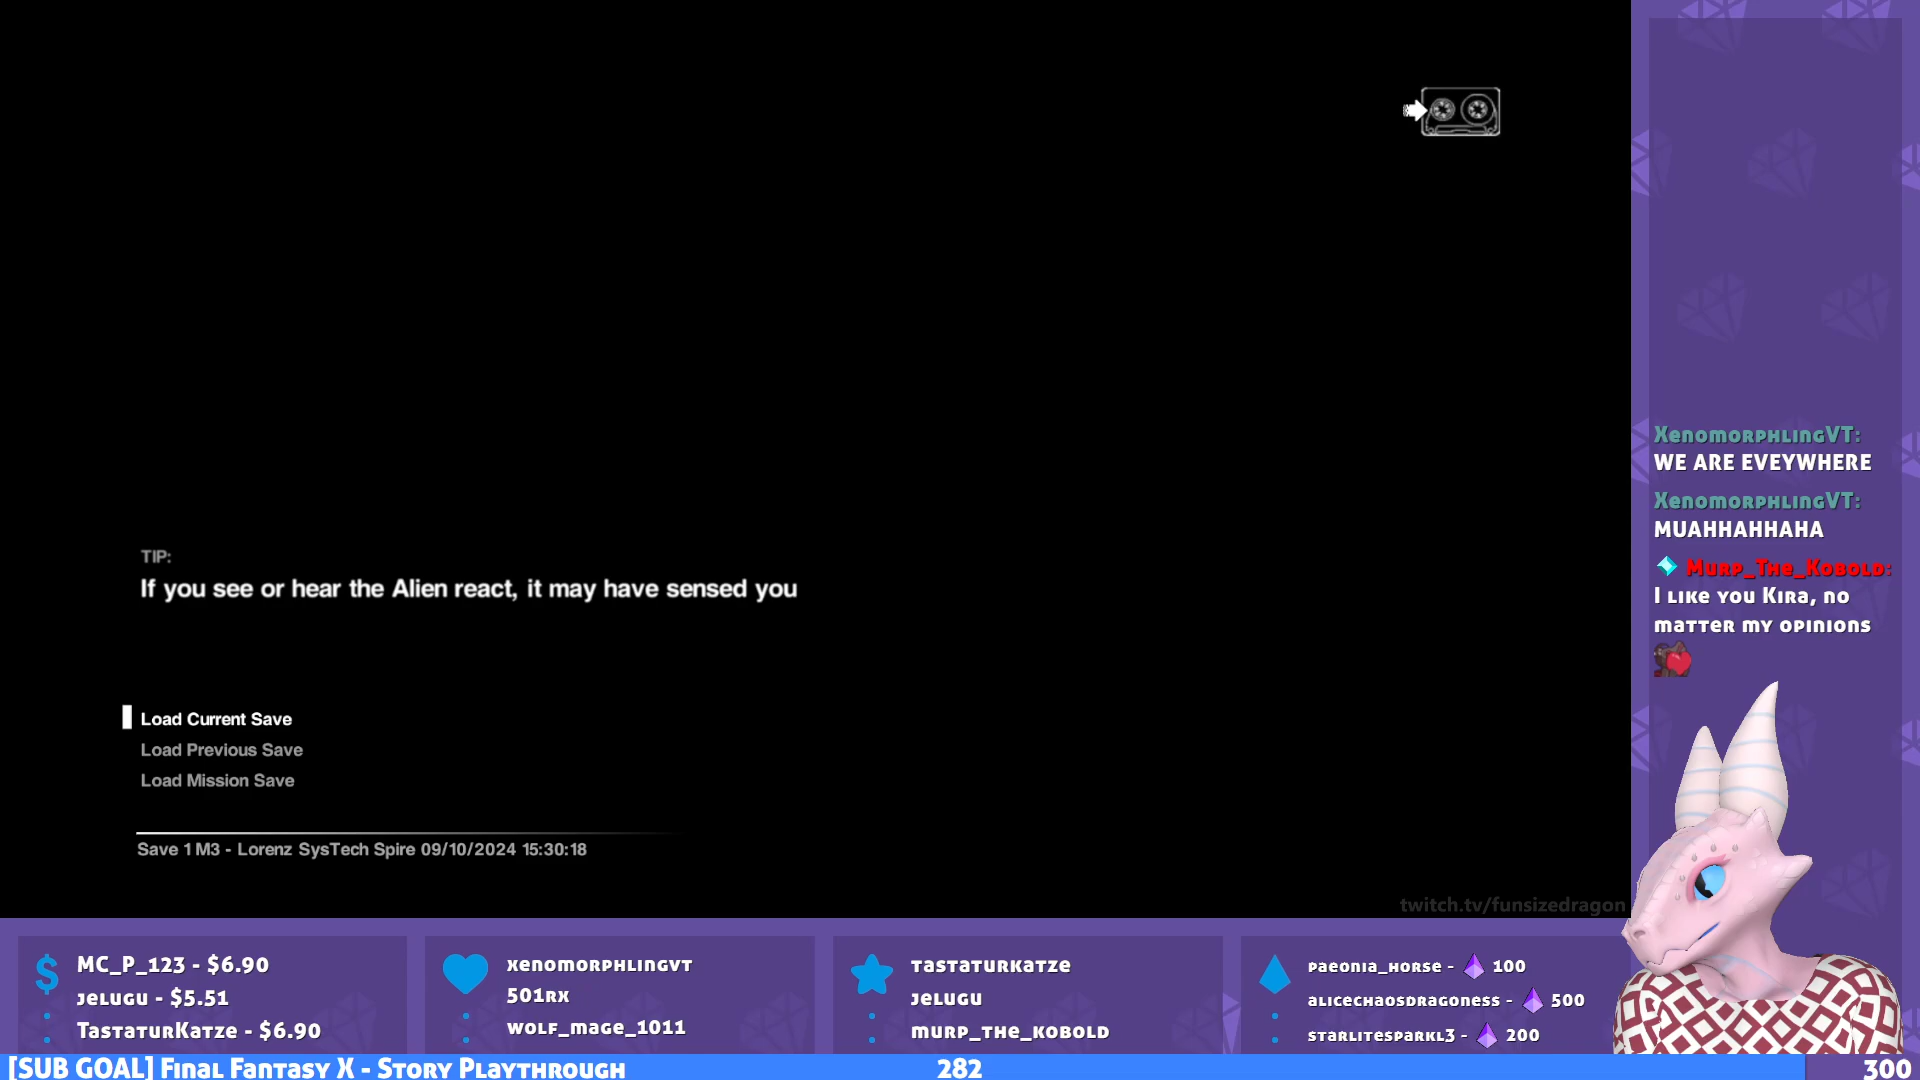 TIP:
If you see or hear the Alien react, it may have sensed you
Load Current Save
Load Previous Save
Load Mission Save
Save 1 M3 - Lorenz SysTech Spire 09/10/2024 15:30:18
twitch.tv/funsizedragon
XenomorphlingVT:
WE ARE EVEYWHERE
XenomorphlingVT:
MUAHHAHHAHA
Murp_The_Kobold:
I like you Kira, no
matter my opinions
MC_P_123 - $6.90
jelugu - $5.51
TastaturKatze - $6.90
xenomorphlingvt
501rx
wolf_mage_1011
tastaturkatze
jelugu
murp_the_kobold
paeonia_horse - 100
alicechaosdragoness - 500
starlitesparkl3 - 200
[SUB GOAL] Final Fantasy X - Story Playthrough
282
300